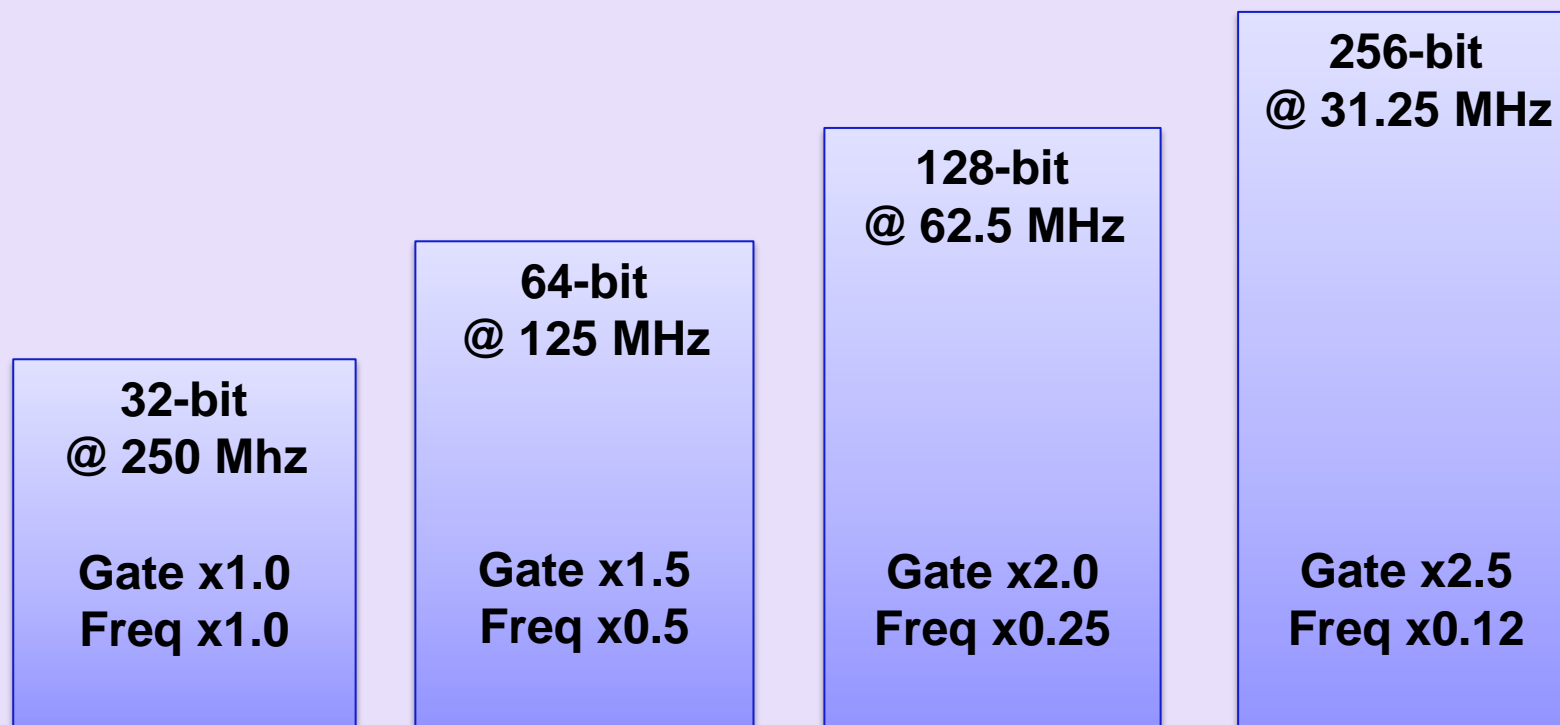 32-bit
@ 250 Mhz
Gate x1.0
Freq x1.0
64-bit
@ 125 MHz
Gate x1.5
Freq x0.5
128-bit
@ 62.5 MHz
Gate x2.0
Freq x0.25
256-bit
@ 31.25 MHz
Gate x2.5
Freq x0.12